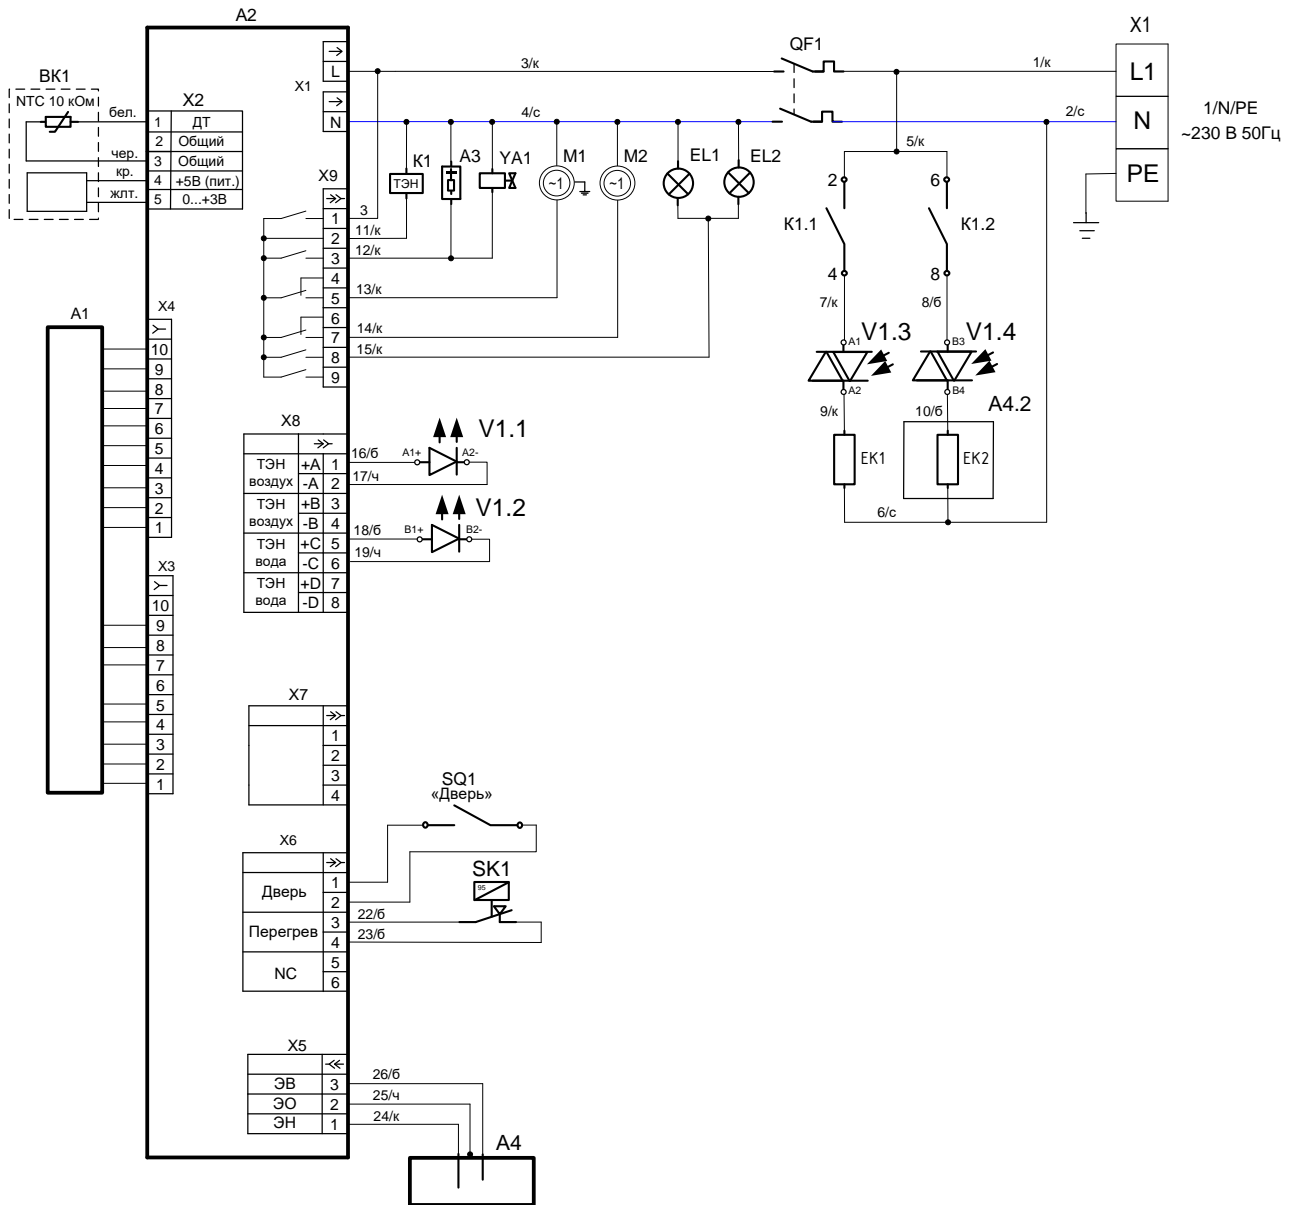 A2
X1
QF1
3/к
1/к
L
L1
X1
4/с
2/с
N
N
1/N/PE
~230 В 50Гц
PE
5/к
BK1
NTC 10 кОм
бел.
чер.
кр.
жлт.
X2
1 ДТ
2 Общий
3 Общий
4 +5В (пит.)
5 0...+3В
K1
ТЭН
A3
YA1
M1
~1
M2
~1
EL1
EL2
X9
1
2
3
4
5
6
7
8
9
3
11/к
12/к
13/к
14/к
15/к
2
6
K1.1
K1.2
4
8
7/к
8/б
A1
V1.3
B3
V1.4
A2
B4
9/к
10/б
A4.2
EK1
EK2
6/с
A1
X4
10
9
8
7
6
5
4
3
2
1
X3
10
9
8
7
6
5
4
3
2
1
X8
ТЭН воздух
+A 1
-A 2
ТЭН воздух
+B 3
-B 4
ТЭН вода
+C 5
-C 6
ТЭН вода
+D 7
-D 8
16/б
17/ч
A1+
A2-
V1.1
18/б
19/ч
B1+
B2-
V1.2
X7
1
2
3
4
SQ1
«Дверь»
X6
Дверь
1
2
Перегрев
3
4
NC
5
6
SK1
95
22/б
23/б
X5
ЭВ 3
ЭО 2
ЭН 1
26/б
25/ч
24/к
A4